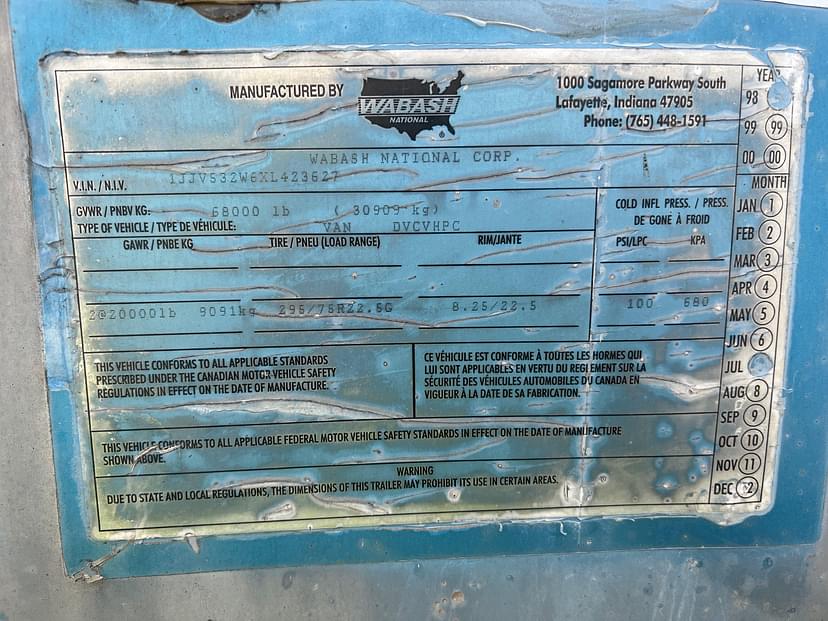 MANUFACTURED BY
WABASH
NATIONAL
1000 Sagamore Parkway South
Lafayette, Indiana 47905
Phone: (765) 448-1591
WABASH NATIONAL CORP.
V.I.N. / N.I.V. 1JJV532W6XL423627
GVWR / PNBV KG: 68000 lb ( 30909 kg)
TYPE OF VEHICLE / TYPE DE VÉHICULE: VAN DVCVHPC
COLD INFL PRESS. / PRESS.
DE GONE À FROID
GAWR / PNBE KG TIRE / PNEU (LOAD RANGE) RIM/JANTE PSI/LPC KPA
2@20000lb 9091kg 295/75R22.5G 8.25/22.5 100 680
THIS VEHICLE CONFORMS TO ALL APPLICABLE STANDARDS
PRESCRIBED UNDER THE CANADIAN MOTOR VEHICLE SAFETY
REGULATIONS IN EFFECT ON THE DATE OF MANUFACTURE.
CE VÉHICULE EST CONFORME À TOUTES LES HORMES QUI
LUI SONT APPLICABLES EN VERTU DU REGLEMENT SUR LA
SÉCURITÉ DES VÉHICULES AUTOMOBILES DU CANADA EN
VIGUEUR À LA DATE DE SA FABRICATION.
THIS VEHICLE CONFORMS TO ALL APPLICABLE FEDERAL MOTOR VEHICLE SAFETY STANDARDS IN EFFECT ON THE DATE OF MANUFACTURE
SHOWN ABOVE.
WARNING
DUE TO STATE AND LOCAL REGULATIONS, THE DIMENSIONS OF THIS TRAILER MAY PROHIBIT ITS USE IN CERTAIN AREAS.
YEAR
98
99 99
00 00
MONTH
JAN 1
FEB 2
MAR 3
APR 4
MAY 5
JUN 6
JUL
AUG 8
SEP 9
OCT 10
NOV 11
DEC 12